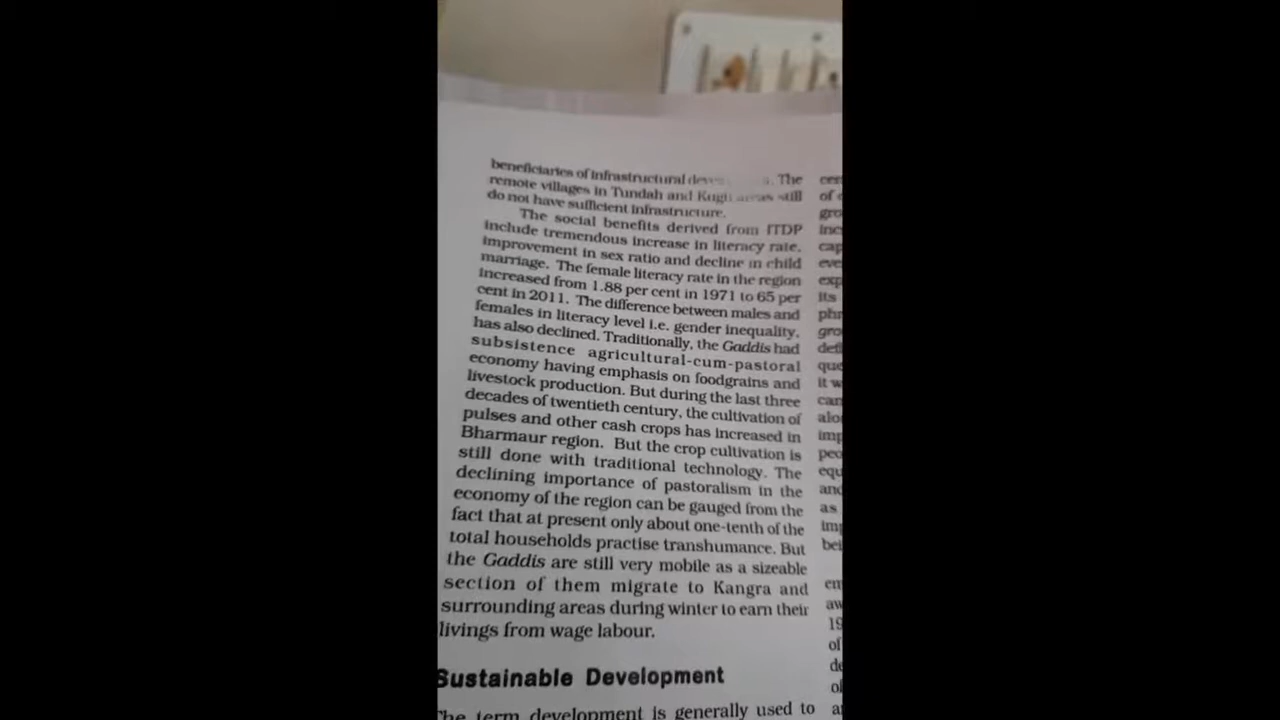 beneficiaries of infrastructural The
remote villages in Tundah and Kugti areas still
do not have sufficient infrastructure.
The social benefits derived from ITDP
include tremendous increase in literacy rate,
improvement in sex ratio and decline in child
marriage. The female literacy rate in the region
increased from 1.88 per cent in 1971 to 65 per
cent in 2011. The difference between males and
females in literacy level i.e. gender inequality,
has also declined. Traditionally, the Gaddis had
subsistence agricultural-cum-pastoral
economy having emphasis on foodgrains and
livestock production. But during the last three
decades of twentieth century, the cultivation of
pulses and other cash crops has increased in
Bharmaur region. But the crop cultivation is
still done with traditional technology. The
declining importance of pastoralism in the
economy of the region can be gauged from the
fact that at present only about one-tenth of the
total households practise transhumance. But
the Gaddis are still very mobile as a sizeable
section of them migrate to Kangra and
surrounding areas during winter to earn their
livings from wage labour.
Sustainable Development
The term development is generally used to